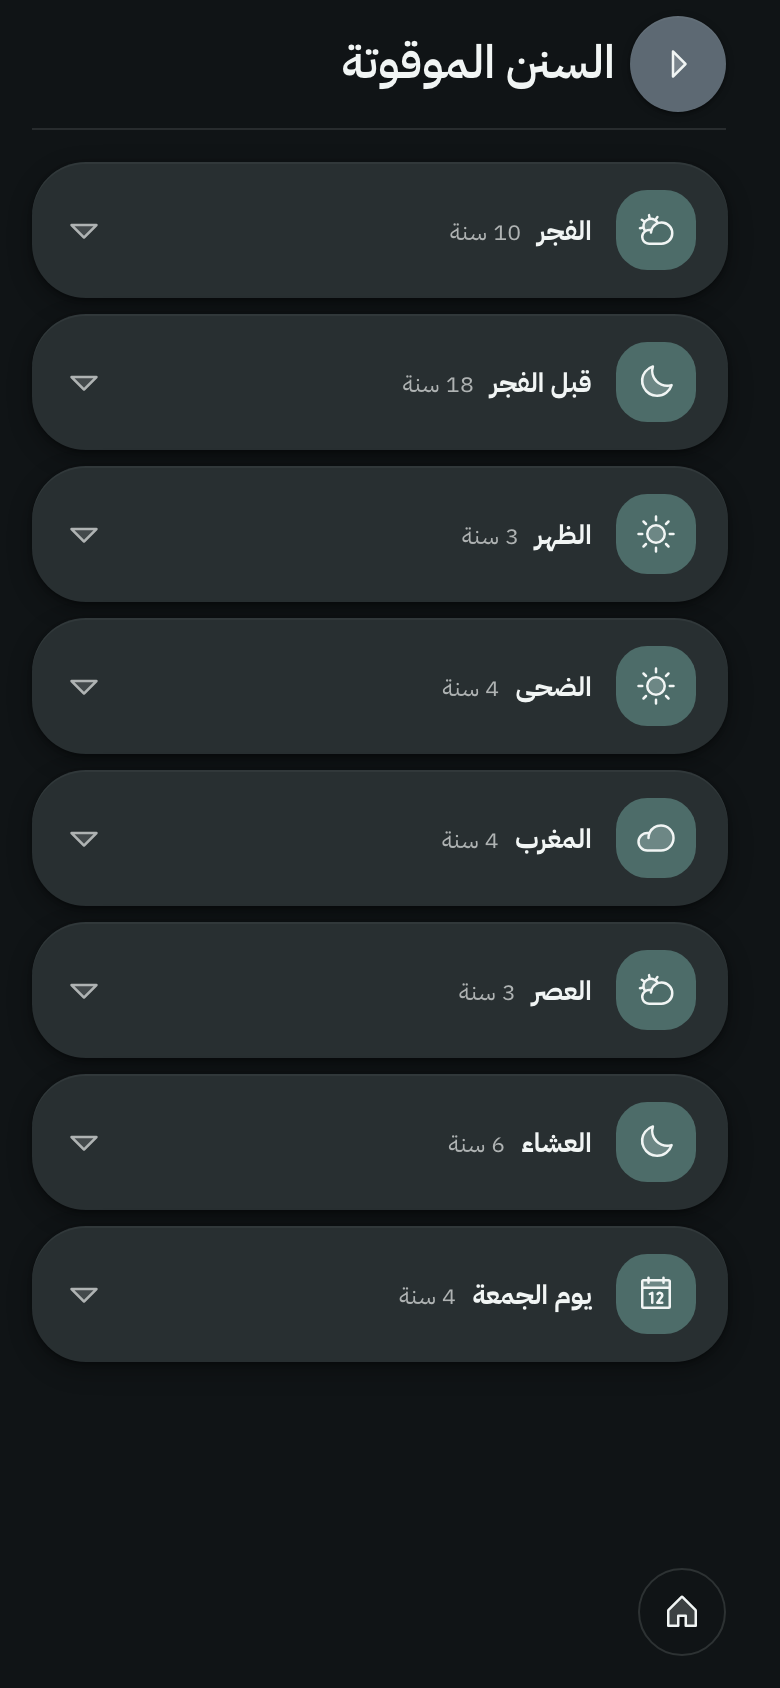 السنن الموقوتة
الفجر 10 سنة
قبل الفجر 18 سنة
الظهر 3 سنة
الضحى 4 سنة
المغرب 4 سنة
العصر 3 سنة
العشاء 6 سنة
12
يوم الجمعة 4 سنة